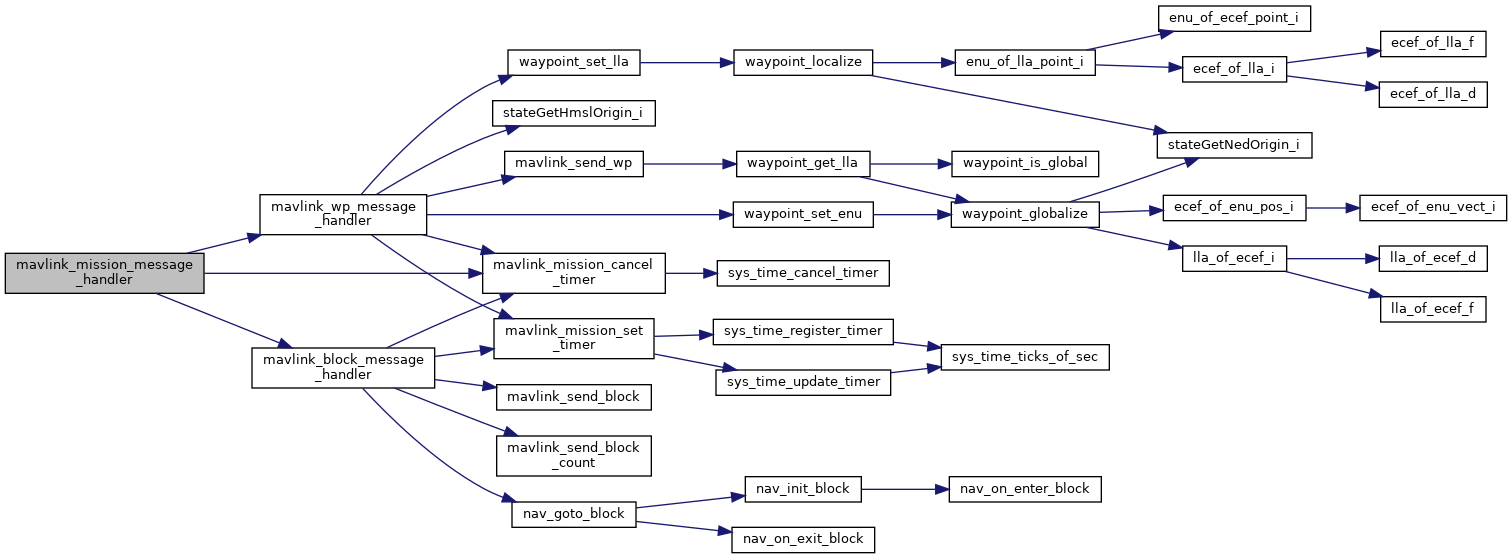 mavlink_mission_message
_handler
mavlink_wp_message
_handler
mavlink_block_message
_handler
waypoint_set_lla
stateGetHmslOrigin_i
mavlink_send_wp
mavlink_mission_cancel
_timer
mavlink_mission_set
_timer
mavlink_send_block
mavlink_send_block
_count
nav_goto_block
waypoint_localize
waypoint_get_lla
waypoint_set_enu
sys_time_cancel_timer
sys_time_register_timer
sys_time_update_timer
nav_init_block
nav_on_exit_block
enu_of_lla_point_i
waypoint_is_global
waypoint_globalize
sys_time_ticks_of_sec
nav_on_enter_block
enu_of_ecef_point_i
ecef_of_lla_i
stateGetNedOrigin_i
ecef_of_enu_pos_i
lla_of_ecef_i
ecef_of_lla_f
ecef_of_lla_d
ecef_of_enu_vect_i
lla_of_ecef_d
lla_of_ecef_f